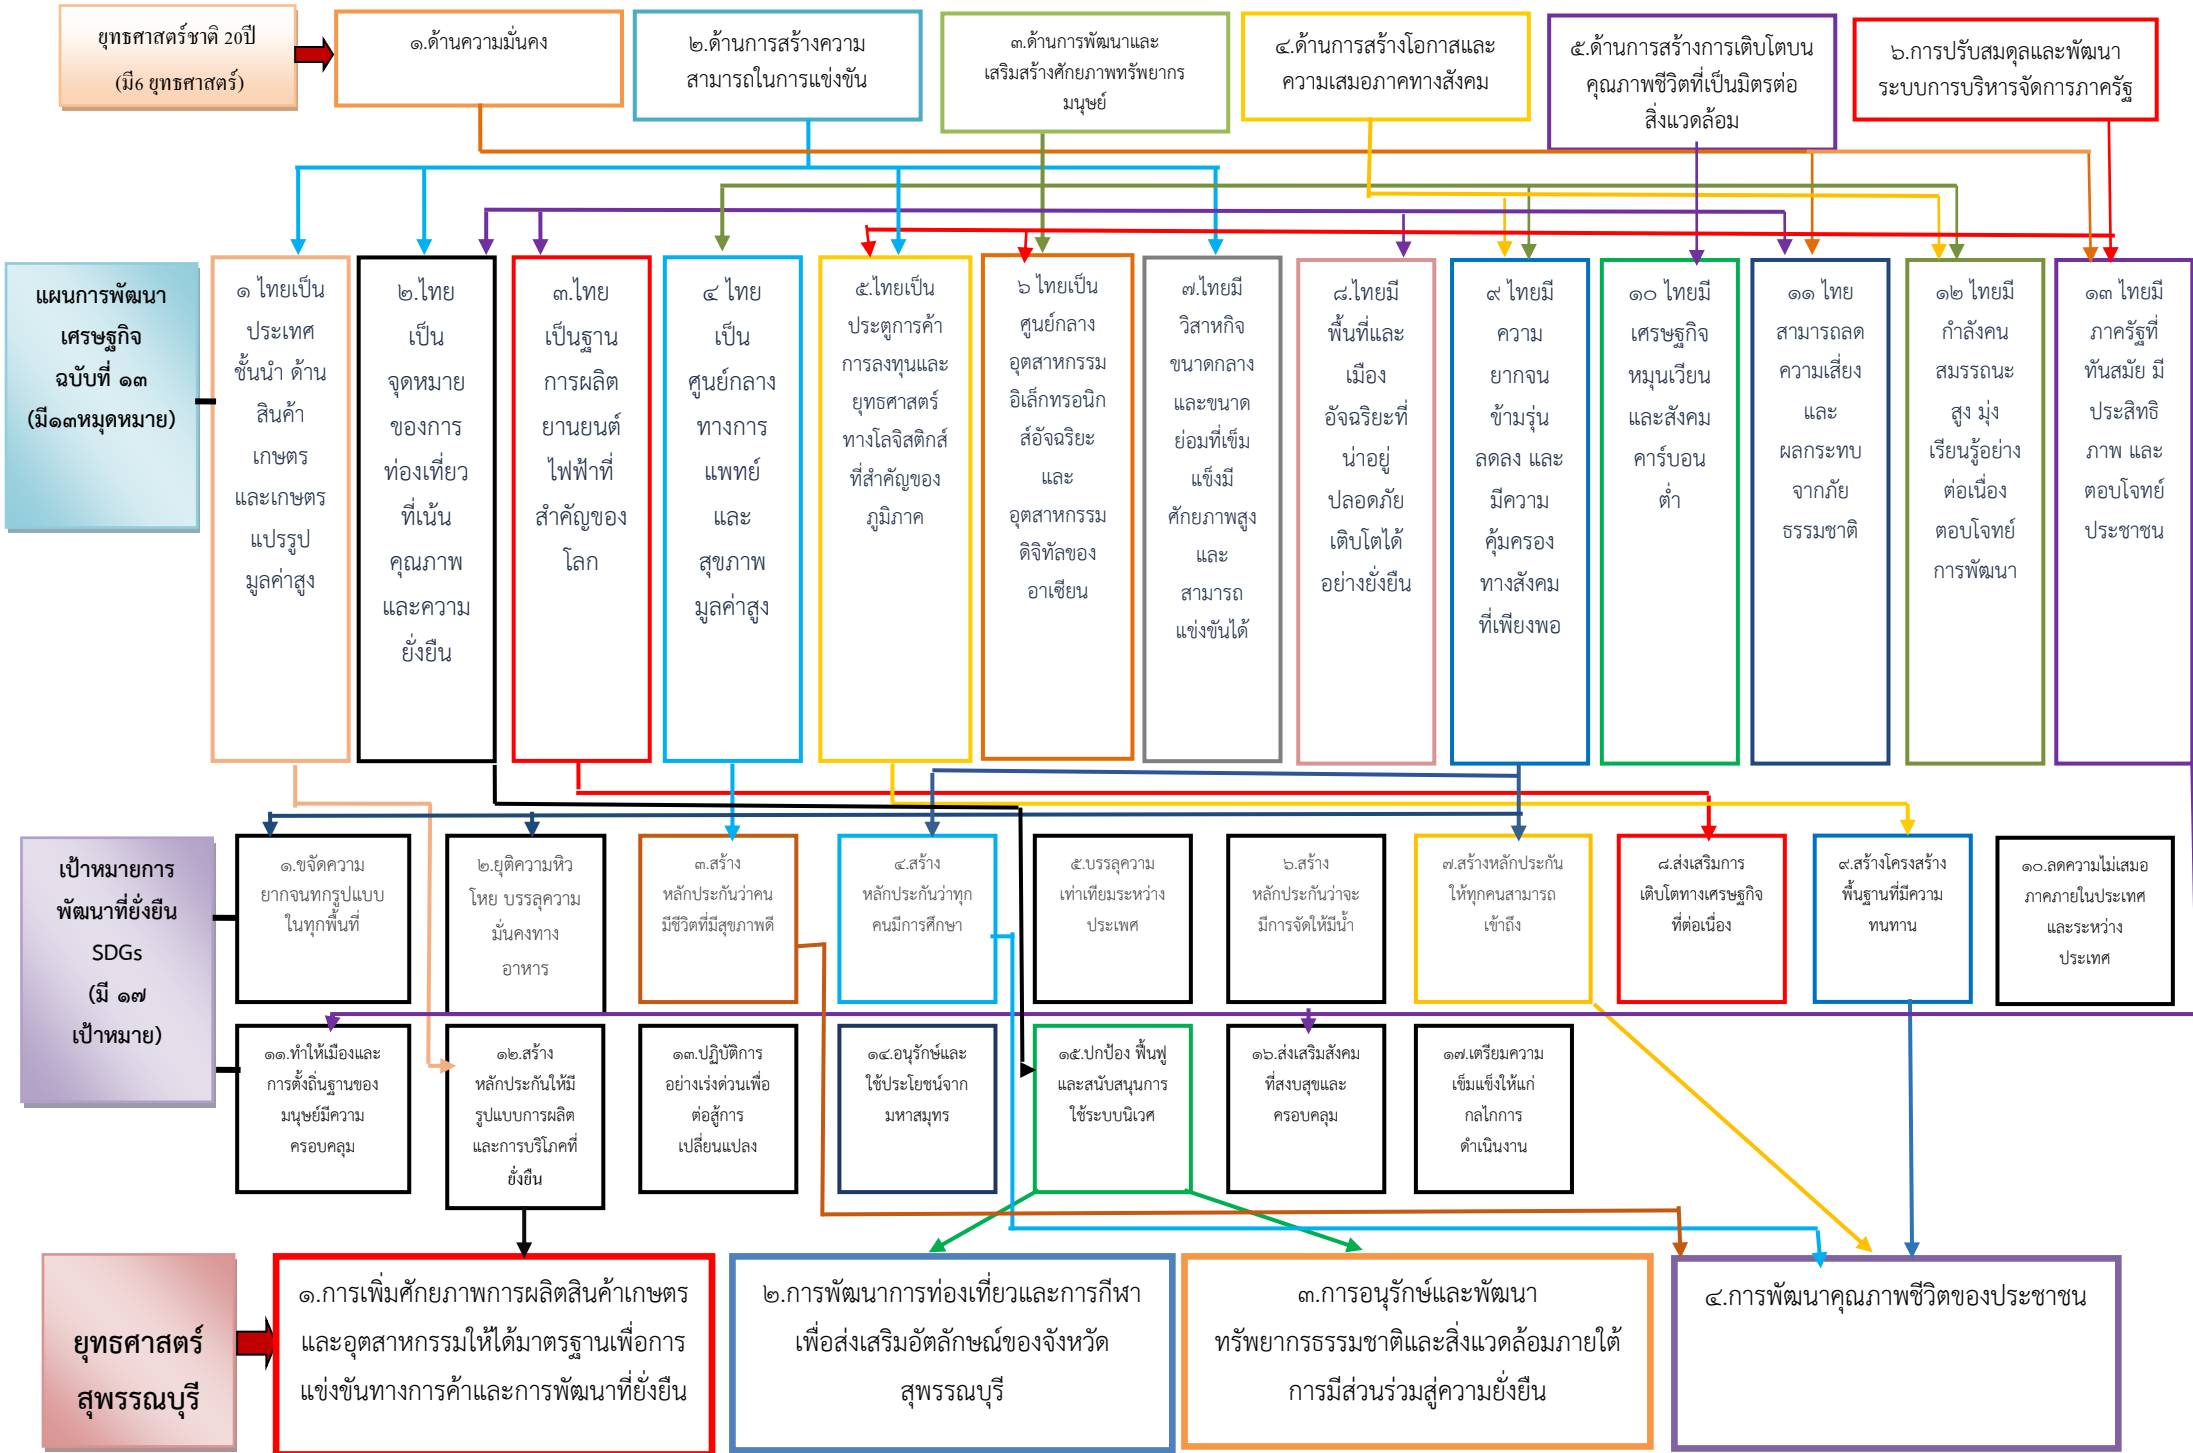 ยุทธศาสตร์ชาติ 20ปี
(มี6 ยุทธศาสตร์)
๑.ด้านความมั่นคง
๒.ด้านการสร้างความ
สามารถในการแข่งขัน
๓.ด้านการพัฒนาและ
เสริมสร้างศักยภาพทรัพยากร
มนุษย์
๔.ด้านการสร้างโอกาสและ
ความเสมอภาคทางสังคม
๕.ด้านการสร้างการเติบโตบน
คุณภาพชีวิตที่เป็นมิตรต่อ
สิ่งแวดล้อม
๖.การปรับสมดุลและพัฒนา
ระบบการบริหารจัดการภาครัฐ
แผนการพัฒนา
เศรษฐกิจ
ฉบับที่ ๑๓
(มี๑๓หมุดหมาย)
๑ ไทยเป็น
ประเทศ
ชั้นนำ ด้าน
สินค้า
เกษตร
และเกษตร
แปรรูป
มูลค่าสูง
๒.ไทย
เป็น
จุดหมาย
ของการ
ท่องเที่ยว
ที่เน้น
คุณภาพ
และความ
ยั่งยืน
๓.ไทย
เป็นฐาน
การผลิต
ยานยนต์
ไฟฟ้าที่
สำคัญของ
โลก
๔ ไทย
เป็น
ศูนย์กลาง
ทางการ
แพทย์
และ
สุขภาพ
มูลค่าสูง
๕.ไทยเป็น
ประตูการค้า
การลงทุนและ
ยุทธศาสตร์
ทางโลจิสติกส์
ที่สำคัญของ
ภูมิภาค
๖ ไทยเป็น
ศูนย์กลาง
อุตสาหกรรม
อิเล็กทรอนิก
ส์อัจฉริยะ
และ
อุตสาหกรรม
ดิจิทัลของ
อาเซียน
๗.ไทยมี
วิสาหกิจ
ขนาดกลาง
และขนาด
ย่อมที่เข้ม
แข็งมี
ศักยภาพสูง
และ
สามารถ
แข่งขันได้
๘.ไทยมี
พื้นที่และ
เมือง
อัจฉริยะที่
น่าอยู่
ปลอดภัย
เติบโตได้
อย่างยั่งยืน
๙ ไทยมี
ความ
ยากจน
ข้ามรุ่น
ลดลง และ
มีความ
คุ้มครอง
ทางสังคม
ที่เพียงพอ
๑๐ ไทยมี
เศรษฐกิจ
หมุนเวียน
และสังคม
คาร์บอน
ต่ำ
๑๑ ไทย
สามารถลด
ความเสี่ยง
และ
ผลกระทบ
จากภัย
ธรรมชาติ
๑๒ ไทยมี
กำลังคน
สมรรถนะ
สูง มุ่ง
เรียนรู้อย่าง
ต่อเนื่อง
ตอบโจทย์
การพัฒนา
๑๓ ไทยมี
ภาครัฐที่
ทันสมัย มี
ประสิทธิ
ภาพ และ
ตอบโจทย์
ประชาชน
เป้าหมายการ
พัฒนาที่ยั่งยืน
SDGs
(มี ๑๗
เป้าหมาย)
๑.ขจัดความ
ยากจนทกรูปแบบ
ในทุกพื้นที่
๒.ยุติความหิว
โหย บรรลุความ
มั่นคงทาง
อาหาร
๓.สร้าง
หลักประกันว่าคน
มีชีวิตที่มีสุขภาพดี
๔.สร้าง
หลักประกันว่าทุก
คนมีการศึกษา
๕.บรรลุความ
เท่าเทียมระหว่าง
ประเพศ
๖.สร้าง
หลักประกันว่าจะ
มีการจัดให้มีน้ำ
๗.สร้างหลักประกัน
ให้ทุกคนสามารถ
เข้าถึง
๘.ส่งเสริมการ
เติบโตทางเศรษฐกิจ
ที่ต่อเนื่อง
๙.สร้างโครงสร้าง
พื้นฐานที่มีความ
ทนทาน
๑๐.ลดความไม่เสมอ
ภาคภายในประเทศ
และระหว่าง
ประเทศ
๑๑.ทำให้เมืองและ
การตั้งถิ่นฐานของ
มนุษย์มีความ
ครอบคลุม
๑๒.สร้าง
หลักประกันให้มี
รูปแบบการผลิต
และการบริโภคที่
ยั่งยืน
๑๓.ปฏิบัติการ
อย่างเร่งด่วนเพื่อ
ต่อสู้การ
เปลี่ยนแปลง
๑๔.อนุรักษ์และ
ใช้ประโยชน์จาก
มหาสมุทร
๑๕.ปกป้อง ฟื้นฟู
และสนับสนุนการ
ใช้ระบบนิเวศ
๑๖.ส่งเสริมสังคม
ที่สงบสุขและ
ครอบคลุม
๑๗.เตรียมความ
เข้มแข็งให้แก่
กลไกการ
ดำเนินงาน
ยุทธศาสตร์
สุพรรณบุรี
๑.การเพิ่มศักยภาพการผลิตสินค้าเกษตร
และอุตสาหกรรมให้ได้มาตรฐานเพื่อการ
แข่งขันทางการค้าและการพัฒนาที่ยั่งยืน
๒.การพัฒนาการท่องเที่ยวและการกีฬา
เพื่อส่งเสริมอัตลักษณ์ของจังหวัด
สุพรรณบุรี
๓.การอนุรักษ์และพัฒนา
ทรัพยากรธรรมชาติและสิ่งแวดล้อมภายใต้
การมีส่วนร่วมสู่ความยั่งยืน
๔.การพัฒนาคุณภาพชีวิตของประชาชน